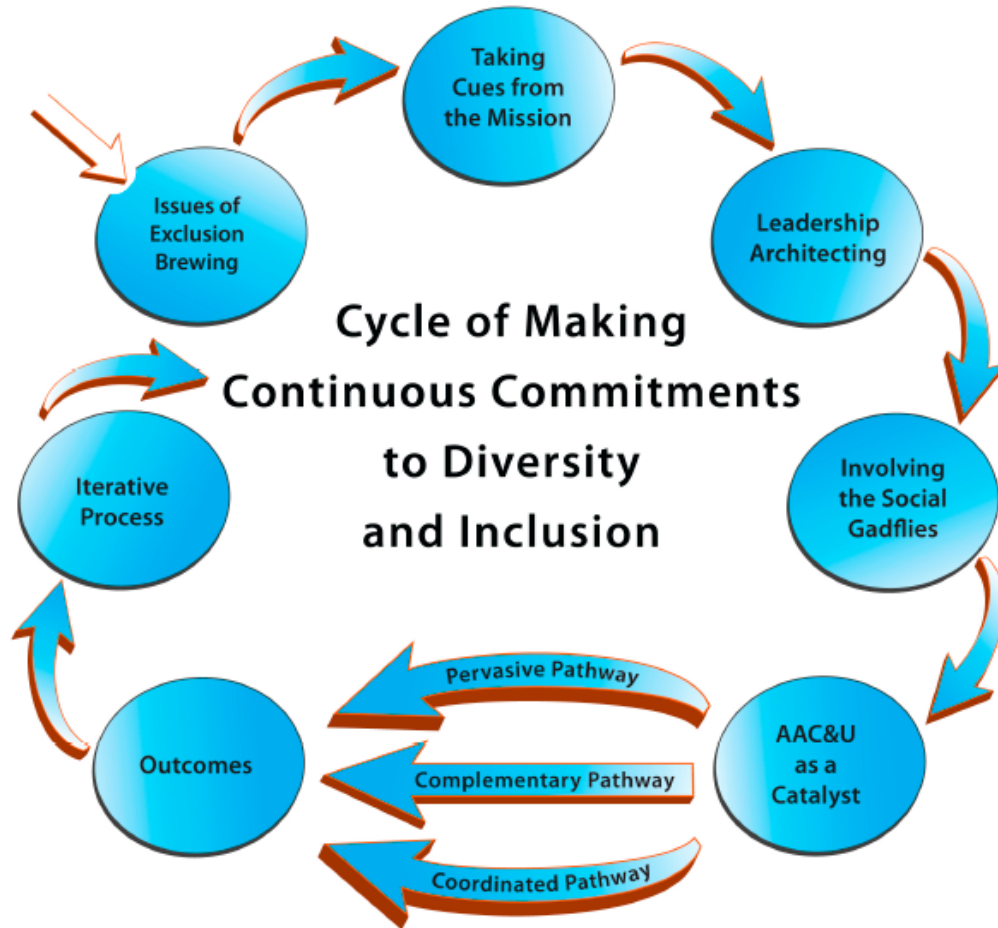 Taking
Cues from
the Mission
Issues of
Exclusion
Brewing
Leadership
Architecting
Cycle of Making
Continuous Commitments
to Diversity
and Inclusion
Iterative
Process
Involving
the Social
Gadflies
Pervasive Pathway
Complementary Pathway
Coordinated Pathway
Outcomes
AAC&U
as a
Catalyst